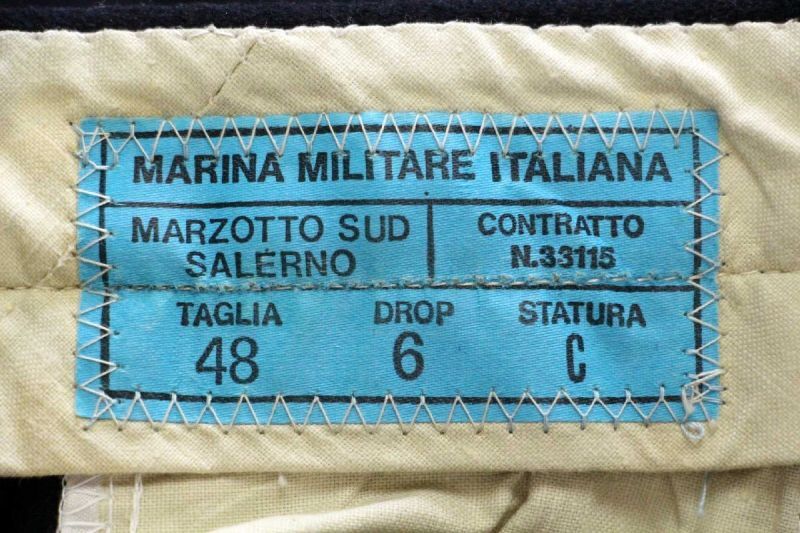 MARINA MILITARE ITALIANA
MARZOTTO SUD
SALERNO
CONTRATTO
N.33115
TAGLIA DROP STATURA
48 6 C